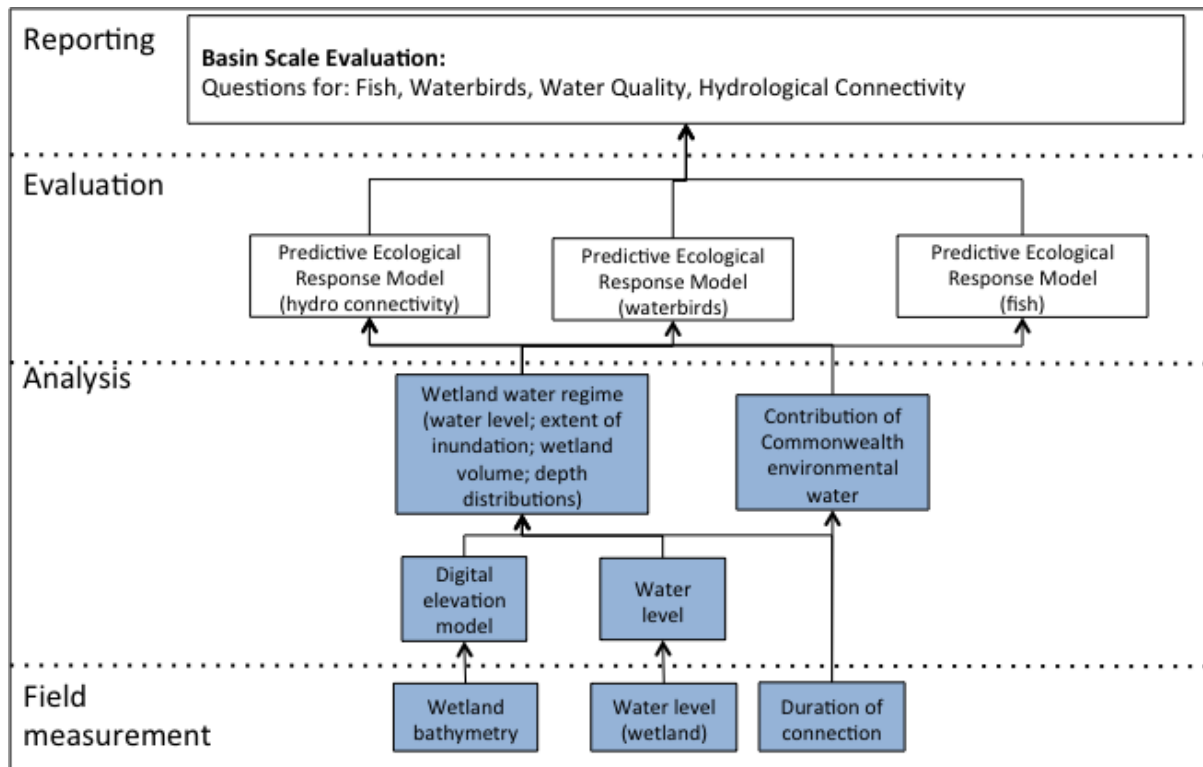 Reporting
Basin Scale Evaluation:
Questions for: Fish, Waterbirds, Water Quality, Hydrological Connectivity
Evaluation
Predictive Ecological
Response Model
(hydro connectivity)
Predictive Ecological
Response Model
(waterbirds)
Predictive Ecological
Response Model
(fish)
Analysis
Wetland water regime
(water level; extent of
inundation; wetland
volume; depth
distributions)
Contribution of
Commonwealth
environmental
water
Digital
elevation
model
Water
level
Field
measurement
Wetland
bathymetry
Water level
(wetland)
Duration of
connection